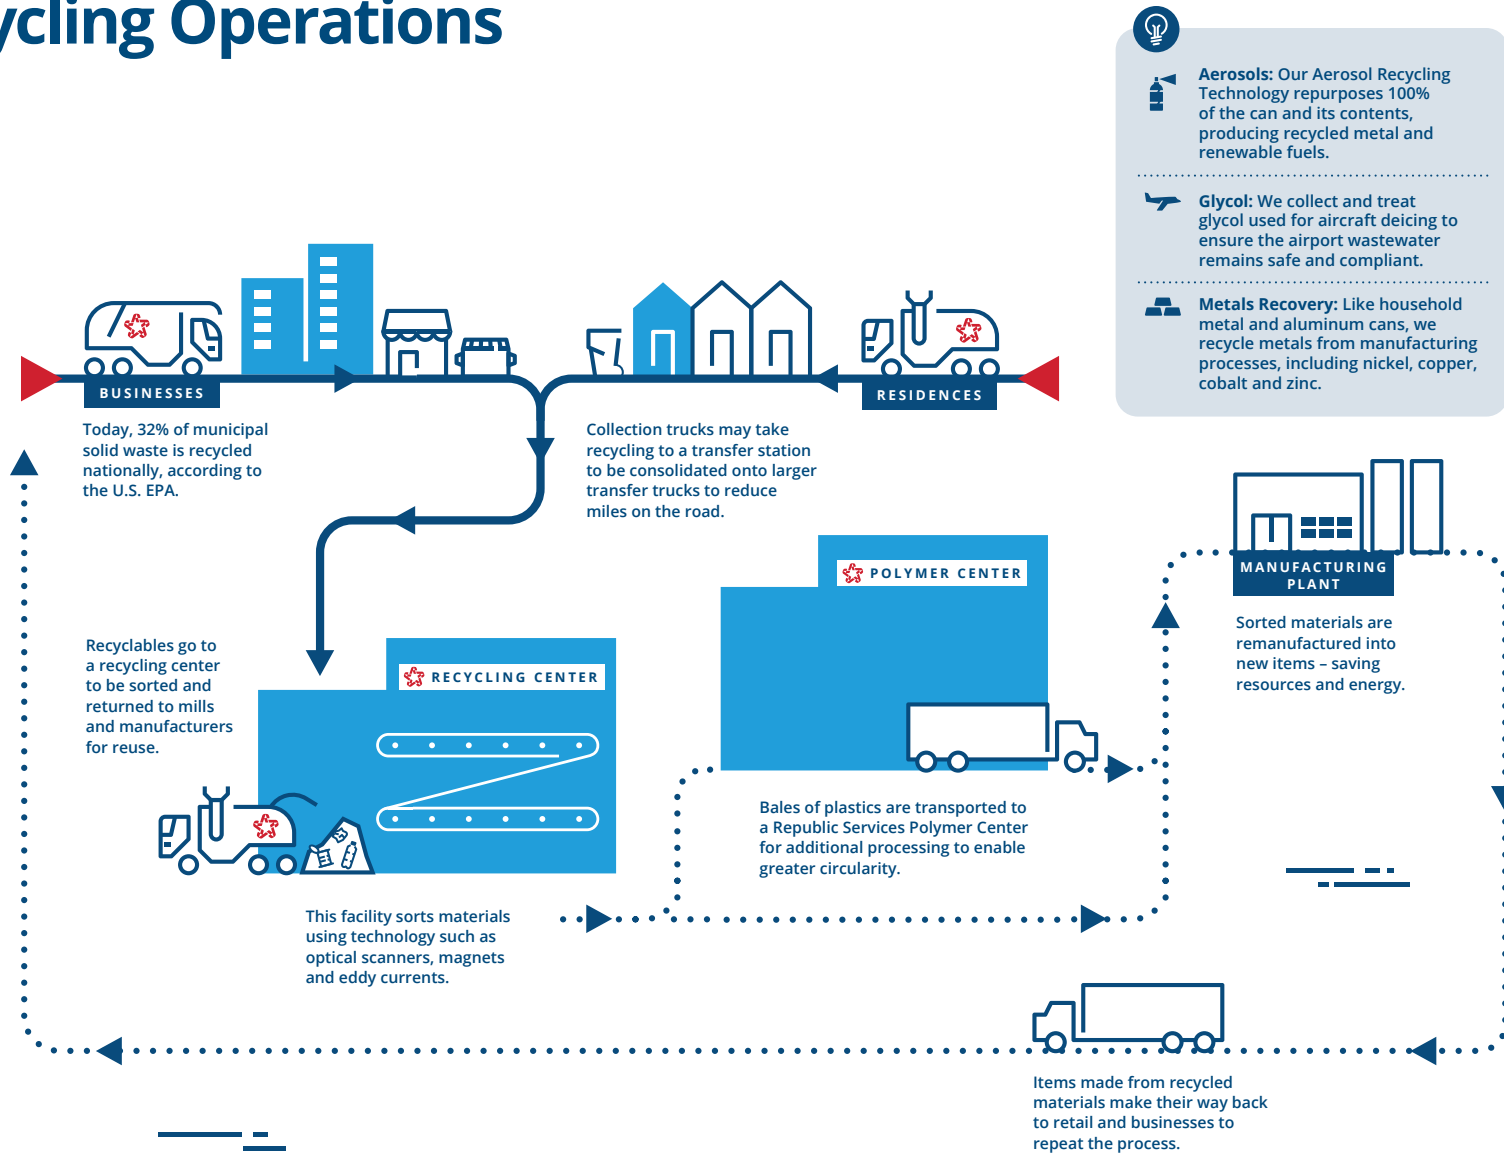 ycling Operations
Aerosols: Our Aerosol Recycling
Technology repurposes 100%
of the can and its contents,
producing recycled metal and
renewable fuels.
Glycol: We collect and treat
glycol used for aircraft deicing to
ensure the airport wastewater
remains safe and compliant.
Metals Recovery: Like household
metal and aluminum cans, we
recycle metals from manufacturing
processes, including nickel, copper,
cobalt and zinc.
BUSINESSES
Today, 32% of municipal
solid waste is recycled
nationally, according to
the U.S. EPA.
RESIDENCES
Collection trucks may take
recycling to a transfer station
to be consolidated onto larger
transfer trucks to reduce
miles on the road.
Recyclables go to
a recycling center
to be sorted and
returned to mills
and manufacturers
for reuse.
RECYCLING CENTER
This facility sorts materials
using technology such as
optical scanners, magnets
and eddy currents.
POLYMER CENTER
Bales of plastics are transported to
a Republic Services Polymer Center
for additional processing to enable
greater circularity.
MANUFACTURING
PLANT
Sorted materials are
remanufactured into
new items – saving
resources and energy.
Items made from recycled
materials make their way back
to retail and businesses to
repeat the process.